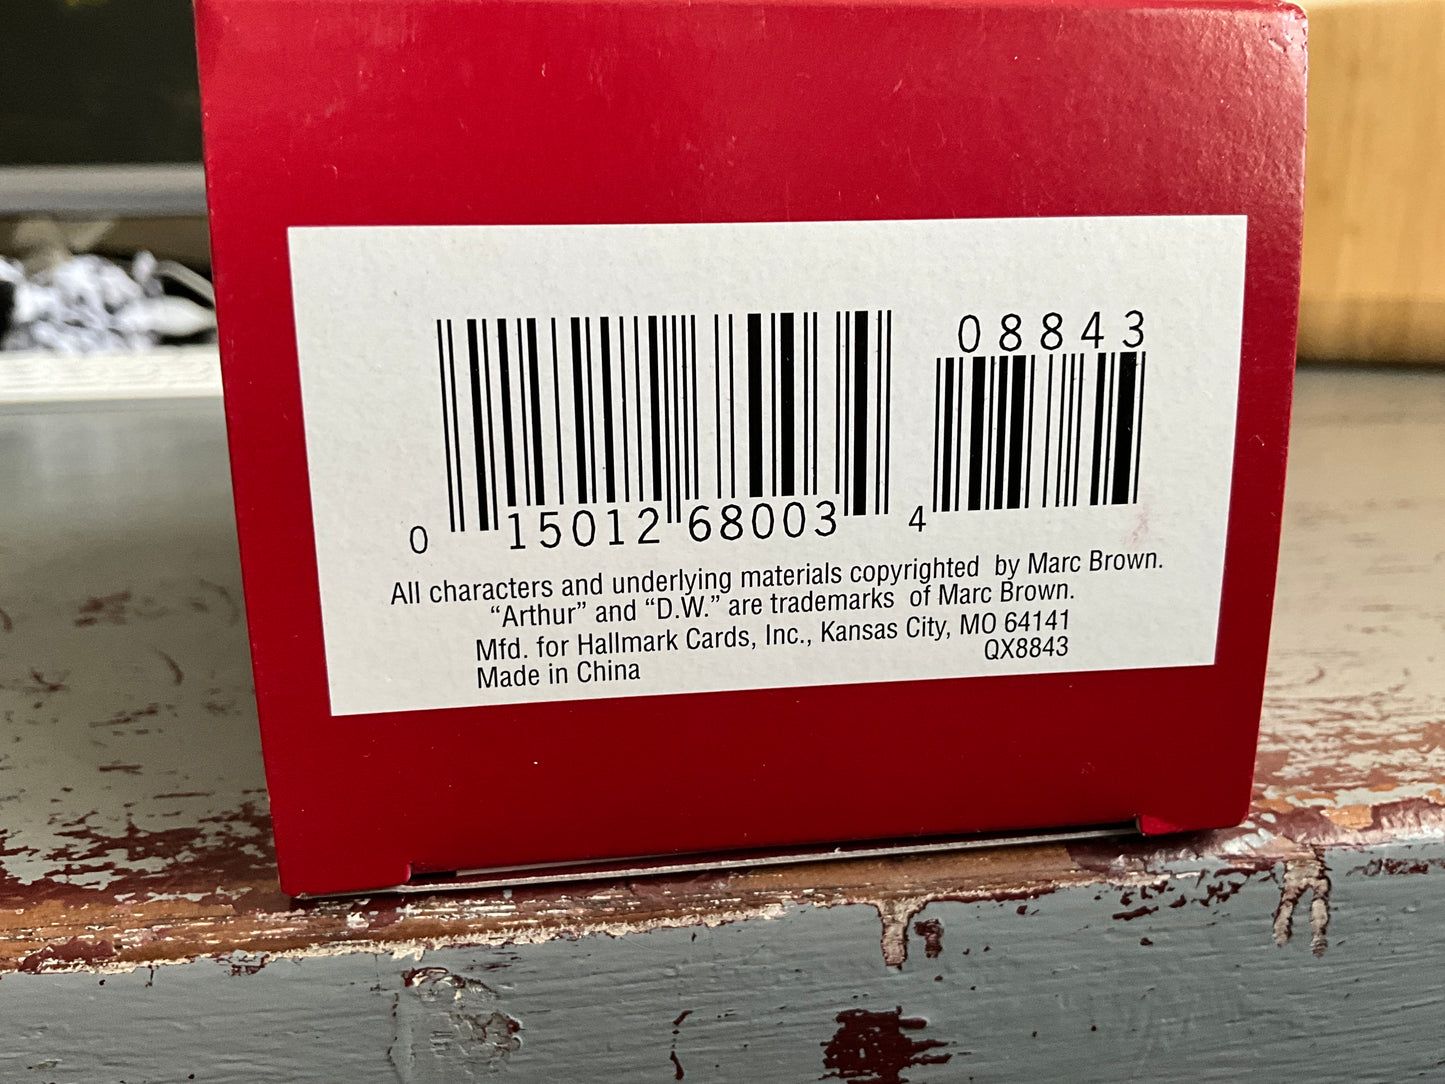 08843
0 15012 68003 4
All characters and underlying materials copyrighted by Marc Brown.
“Arthur” and “D.W.” are trademarks of Marc Brown.
Mfd. for Hallmark Cards, Inc., Kansas City, MO 64141
Made in China QX8843